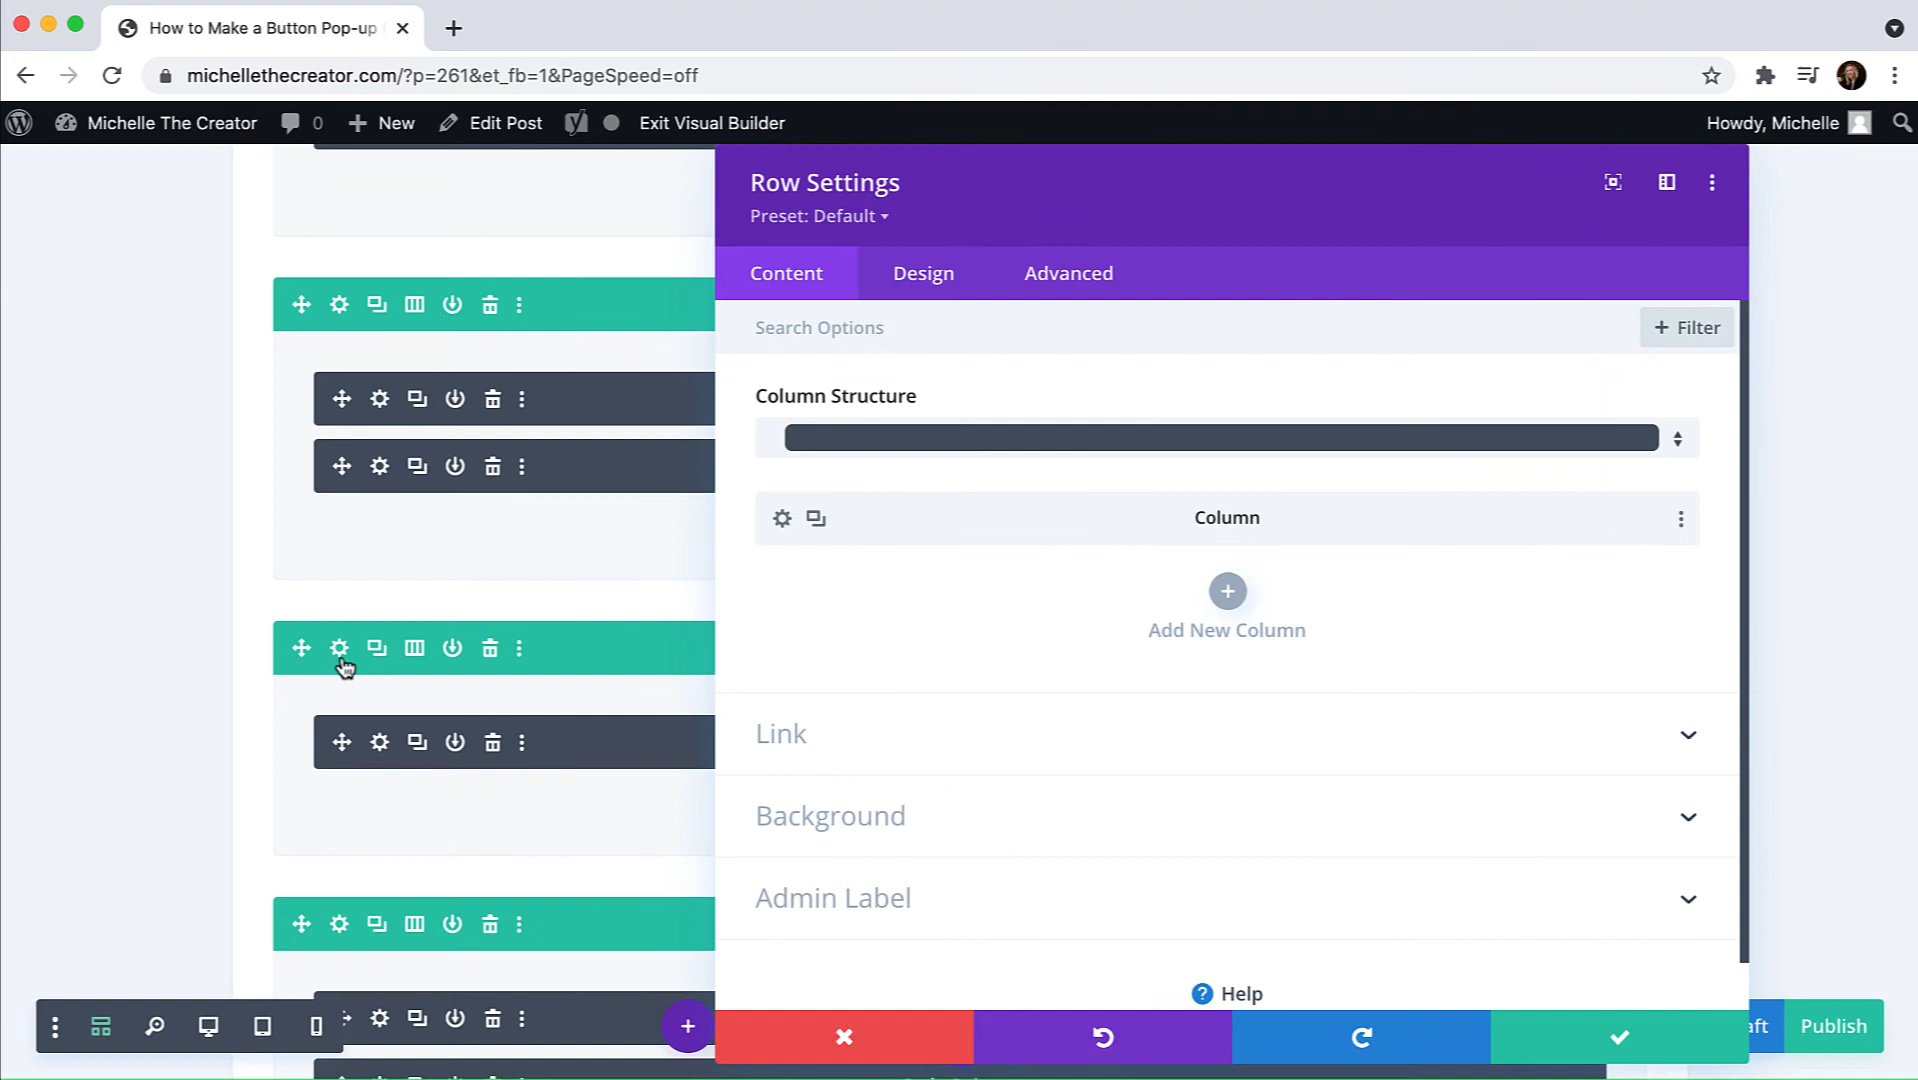 How to Make a Button Pop-up
michellethecreator.com/?p=261&et_fb=1&PageSpeed=off
Michelle The Creator 0 New Edit Post Exit Visual Builder Howdy, Michelle
Row Settings
Preset: Default
Content Design Advanced
Search Options + Filter
Column Structure
Column
Add New Column
Link
Background
Admin Label
? Help
aft Publish